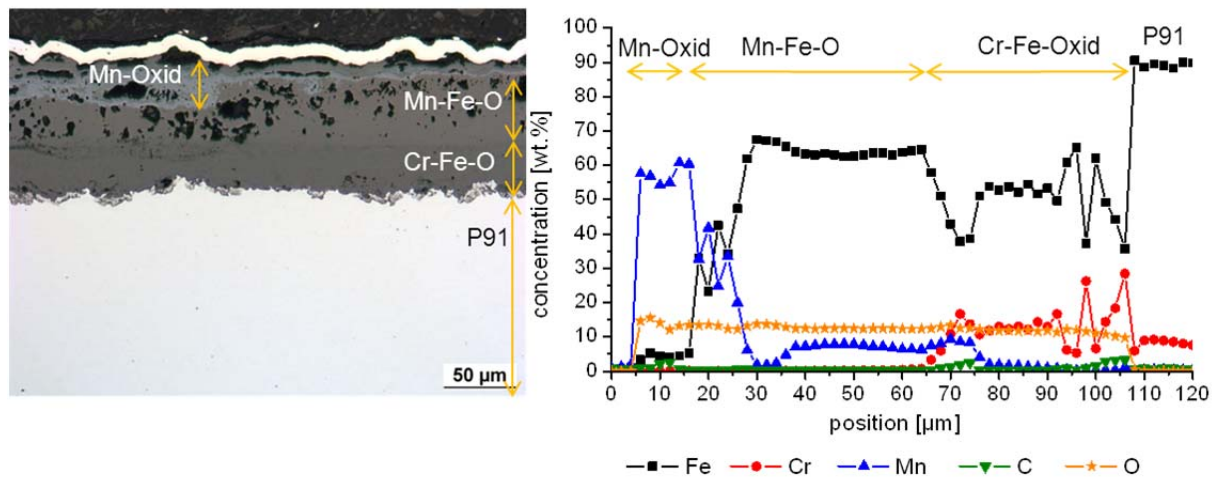 Mn-Oxid
Mn-Fe-O
Cr-Fe-O
P91
50 µm
concentration [wt.%]
100
90
80
70
60
50
40
30
20
10
0
Mn-Oxid Mn-Fe-O Cr-Fe-Oxid P91
0 10 20 30 40 50 60 70 80 90 100 110 120
position [µm]
Fe Cr Mn C O